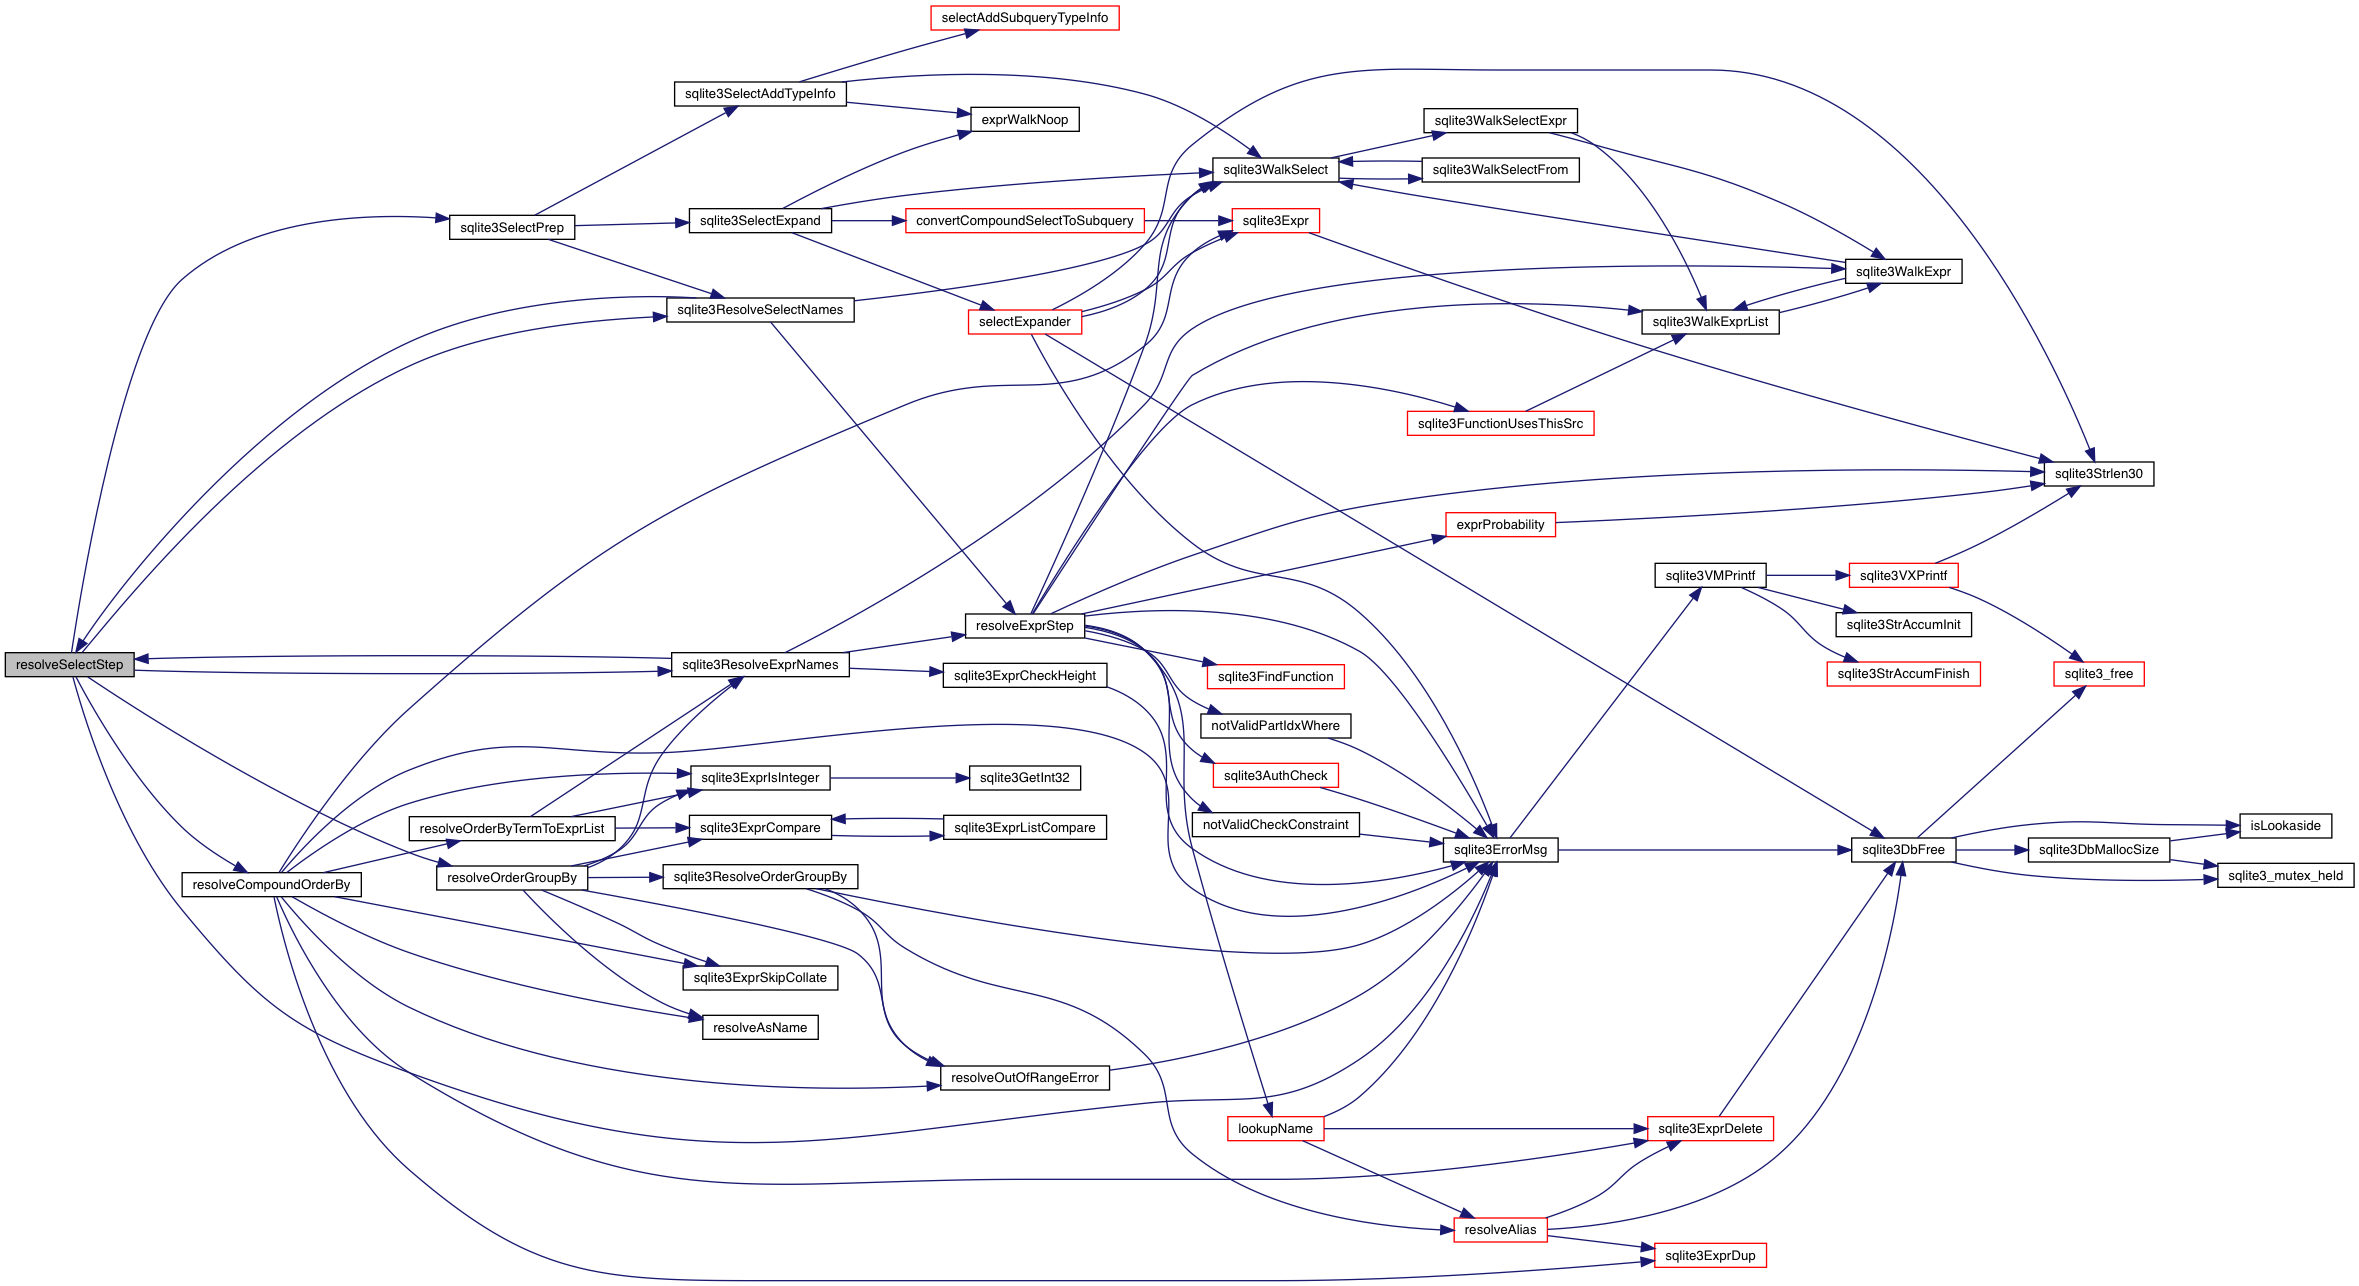 selectAddSubqueryTypeInfo
sqlite3SelectAddTypeInfo
exprWalkNoop
sqlite3WalkSelectExpr
sqlite3WalkSelect
sqlite3WalkSelectFrom
sqlite3SelectPrep
sqlite3SelectExpand
convertCompoundSelectToSubquery
sqlite3Expr
sqlite3WalkExpr
sqlite3ResolveSelectNames
selectExpander
sqlite3WalkExprList
sqlite3FunctionUsesThisSrc
sqlite3Strlen30
exprProbability
sqlite3VMPrintf
sqlite3VXPrintf
resolveExprStep
sqlite3StrAccumInit
resolveSelectStep
sqlite3ResolveExprNames
sqlite3ExprCheckHeight
sqlite3FindFunction
sqlite3StrAccumFinish
sqlite3_free
notValidPartIdxWhere
sqlite3ExprIsInteger
sqlite3GetInt32
sqlite3AuthCheck
resolveOrderByTermToExprList
sqlite3ExprCompare
sqlite3ExprListCompare
notValidCheckConstraint
isLookaside
sqlite3ErrorMsg
sqlite3DbFree
sqlite3DbMallocSize
resolveCompoundOrderBy
resolveOrderGroupBy
sqlite3ResolveOrderGroupBy
sqlite3_mutex_held
sqlite3ExprSkipCollate
resolveAsName
resolveOutOfRangeError
lookupName
sqlite3ExprDelete
resolveAlias
sqlite3ExprDup